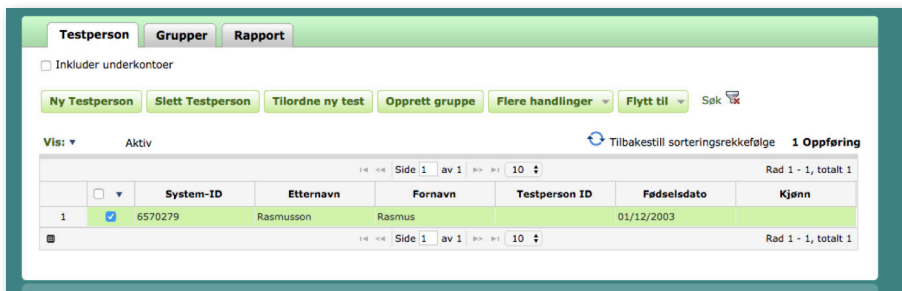 Testperson Grupper Rapport
Inkluder underkontoer
Ny Testperson Slett Testperson Tilordne ny test Opprett gruppe Flere handlinger Flytt til Søk
Vis: Aktiv Tilbakestill sorteringsrekkefølge 1 Oppføring
Side 1 av 1 10 Rad 1 - 1, totalt 1
System-ID Etternavn Fornavn Testperson ID Fødselsdato Kjønn
1 6570279 Rasmusson Rasmus 01/12/2003
Side 1 av 1 10 Rad 1 - 1, totalt 1